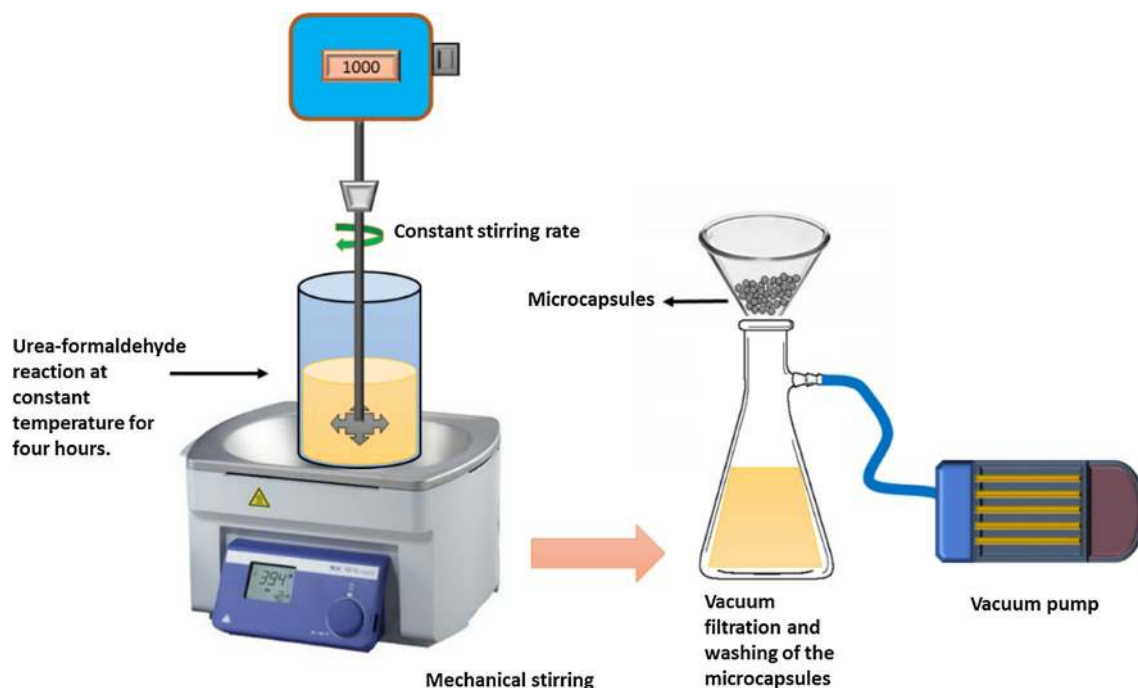 1000
Constant stirring rate
Microcapsules
Urea-formaldehyde
reaction at
constant
temperature for
four hours.
394
Vacuum
filtration and
washing of the
microcapsules
Vacuum pump
Mechanical stirring